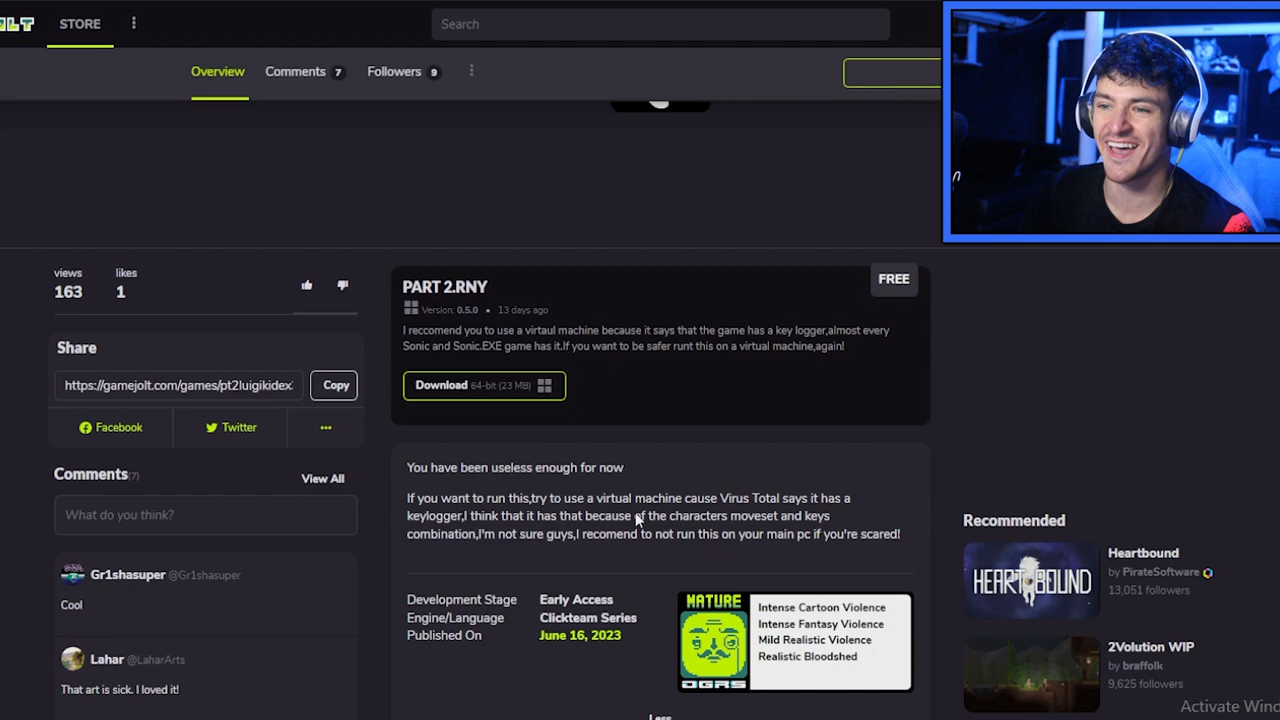 OLT
STORE
Search
Overview
Comments 7
Followers 9
views
163
likes
1
Share
https://gamejolt.com/games/pt2luigikidex
Copy
Facebook
Twitter
Comments(7)
View All
What do you think?
Gr1shasuper @Gr1shasuper
Cool
Lahar @LaharArts
That art is sick. I loved it!
PART 2.RNY
FREE
Version: 0.5.0 • 13 days ago
I reccomend you to use a virtaul machine because it says that the game has a key logger,almost every
Sonic and Sonic.EXE game has it.If you want to be safer runt this on a virtual machine,again!
Download 64-bit (23 MB)
You have been useless enough for now
If you want to run this,try to use a virtual machine cause Virus Total says it has a
keylogger,I think that it has that because of the characters moveset and keys
combination,I'm not sure guys,I recomend to not run this on your main pc if you're scared!
Development Stage Early Access
Engine/Language Clickteam Series
Published On June 16, 2023
MATURE
DGRS
Intense Cartoon Violence
Intense Fantasy Violence
Mild Realistic Violence
Realistic Bloodshed
Less
Recommended
HEARTBOUND
Heartbound
by PirateSoftware
13,051 followers
2Volution WIP
by braffolk
9,625 followers
Activate Wind